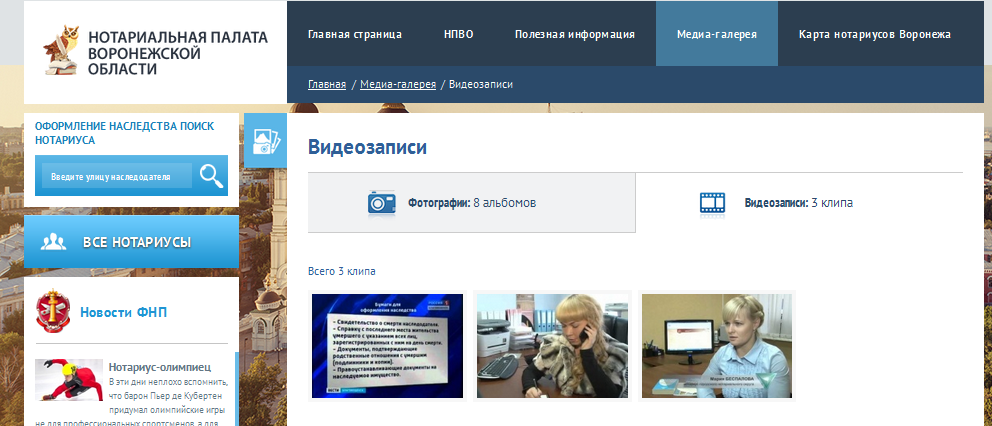 НОТАРИАЛЬНАЯ ПАЛАТА
ВОРОНЕЖСКОЙ
ОБЛАСТИ
Главная страница
НПВО
Полезная информация
Медиа-галерея
Карта нотариусов Воронежа
Главная / Медиа-галерея / Видеозаписи
ОФОРМЛЕНИЕ НАСЛЕДСТВА ПОИСК
НОТАРИУСА
Введите улицу наследодателя
ВСЕ НОТАРИУСЫ
Новости ФНП
Нотариус-олимпиец
В эти дни неплохо вспомнить,
что барон Пьер де Кубертен
придумал олимпийские игры
не для профессиональных спортсменов, а для
Видеозаписи
Фотографии: 8 альбомов
Видеозаписи: 3 клипа
Всего 3 клипа
Бумаги для
оформления наследства
– Свидетельство о смерти наследодателя.
– Справку с последнего места жительства
умершего с указанием всех лиц,
зарегистрированных с ним на день смерти.
– Документы, подтверждающие
родственные отношения с умершим
(подлинники и копии).
– Правоустанавливающие документы на
наследуемое имущество.
Мария БЕСПАЛОВА